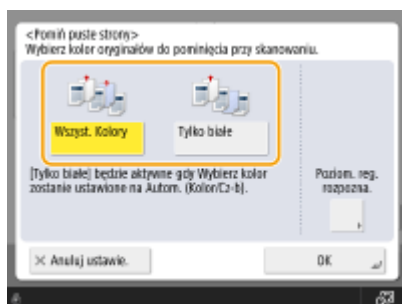 <Pomiń puste strony>
Wybierz kolor oryginałów do pominięcia przy skanowaniu.
Wszyst. Kolory
Tylko białe
[Tylko białe] będzie aktywne gdy Wybierz kolor
zostanie ustawione na Autom. (Kolor/Cz-b).
Poziom. reg.
rozpozna.
× Anuluj ustawie.
OK